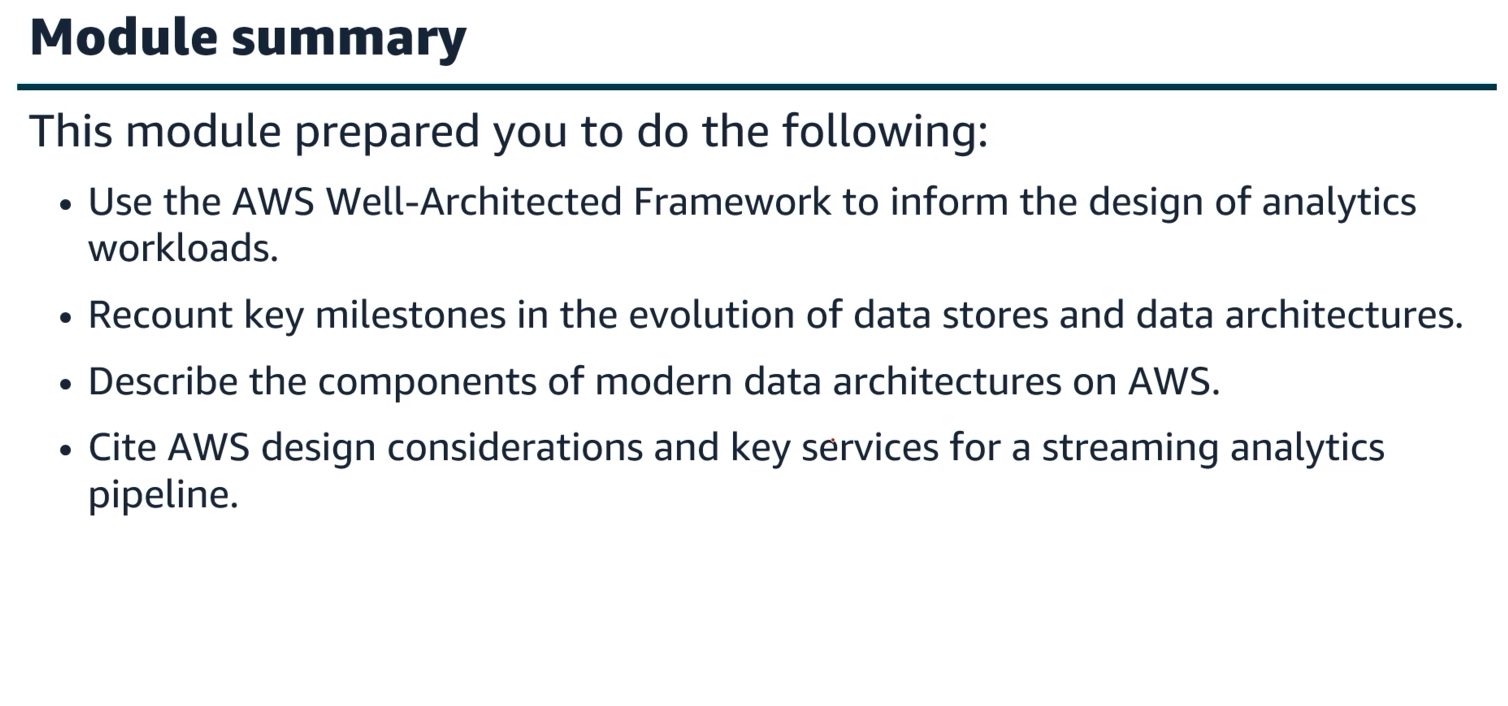 Module summary
This module prepared you to do the following:
• Use the AWS Well-Architected Framework to inform the design of analytics
workloads.
• Recount key milestones in the evolution of data stores and data architectures.
• Describe the components of modern data architectures on AWS.
• Cite AWS design considerations and key services for a streaming analytics
pipeline.